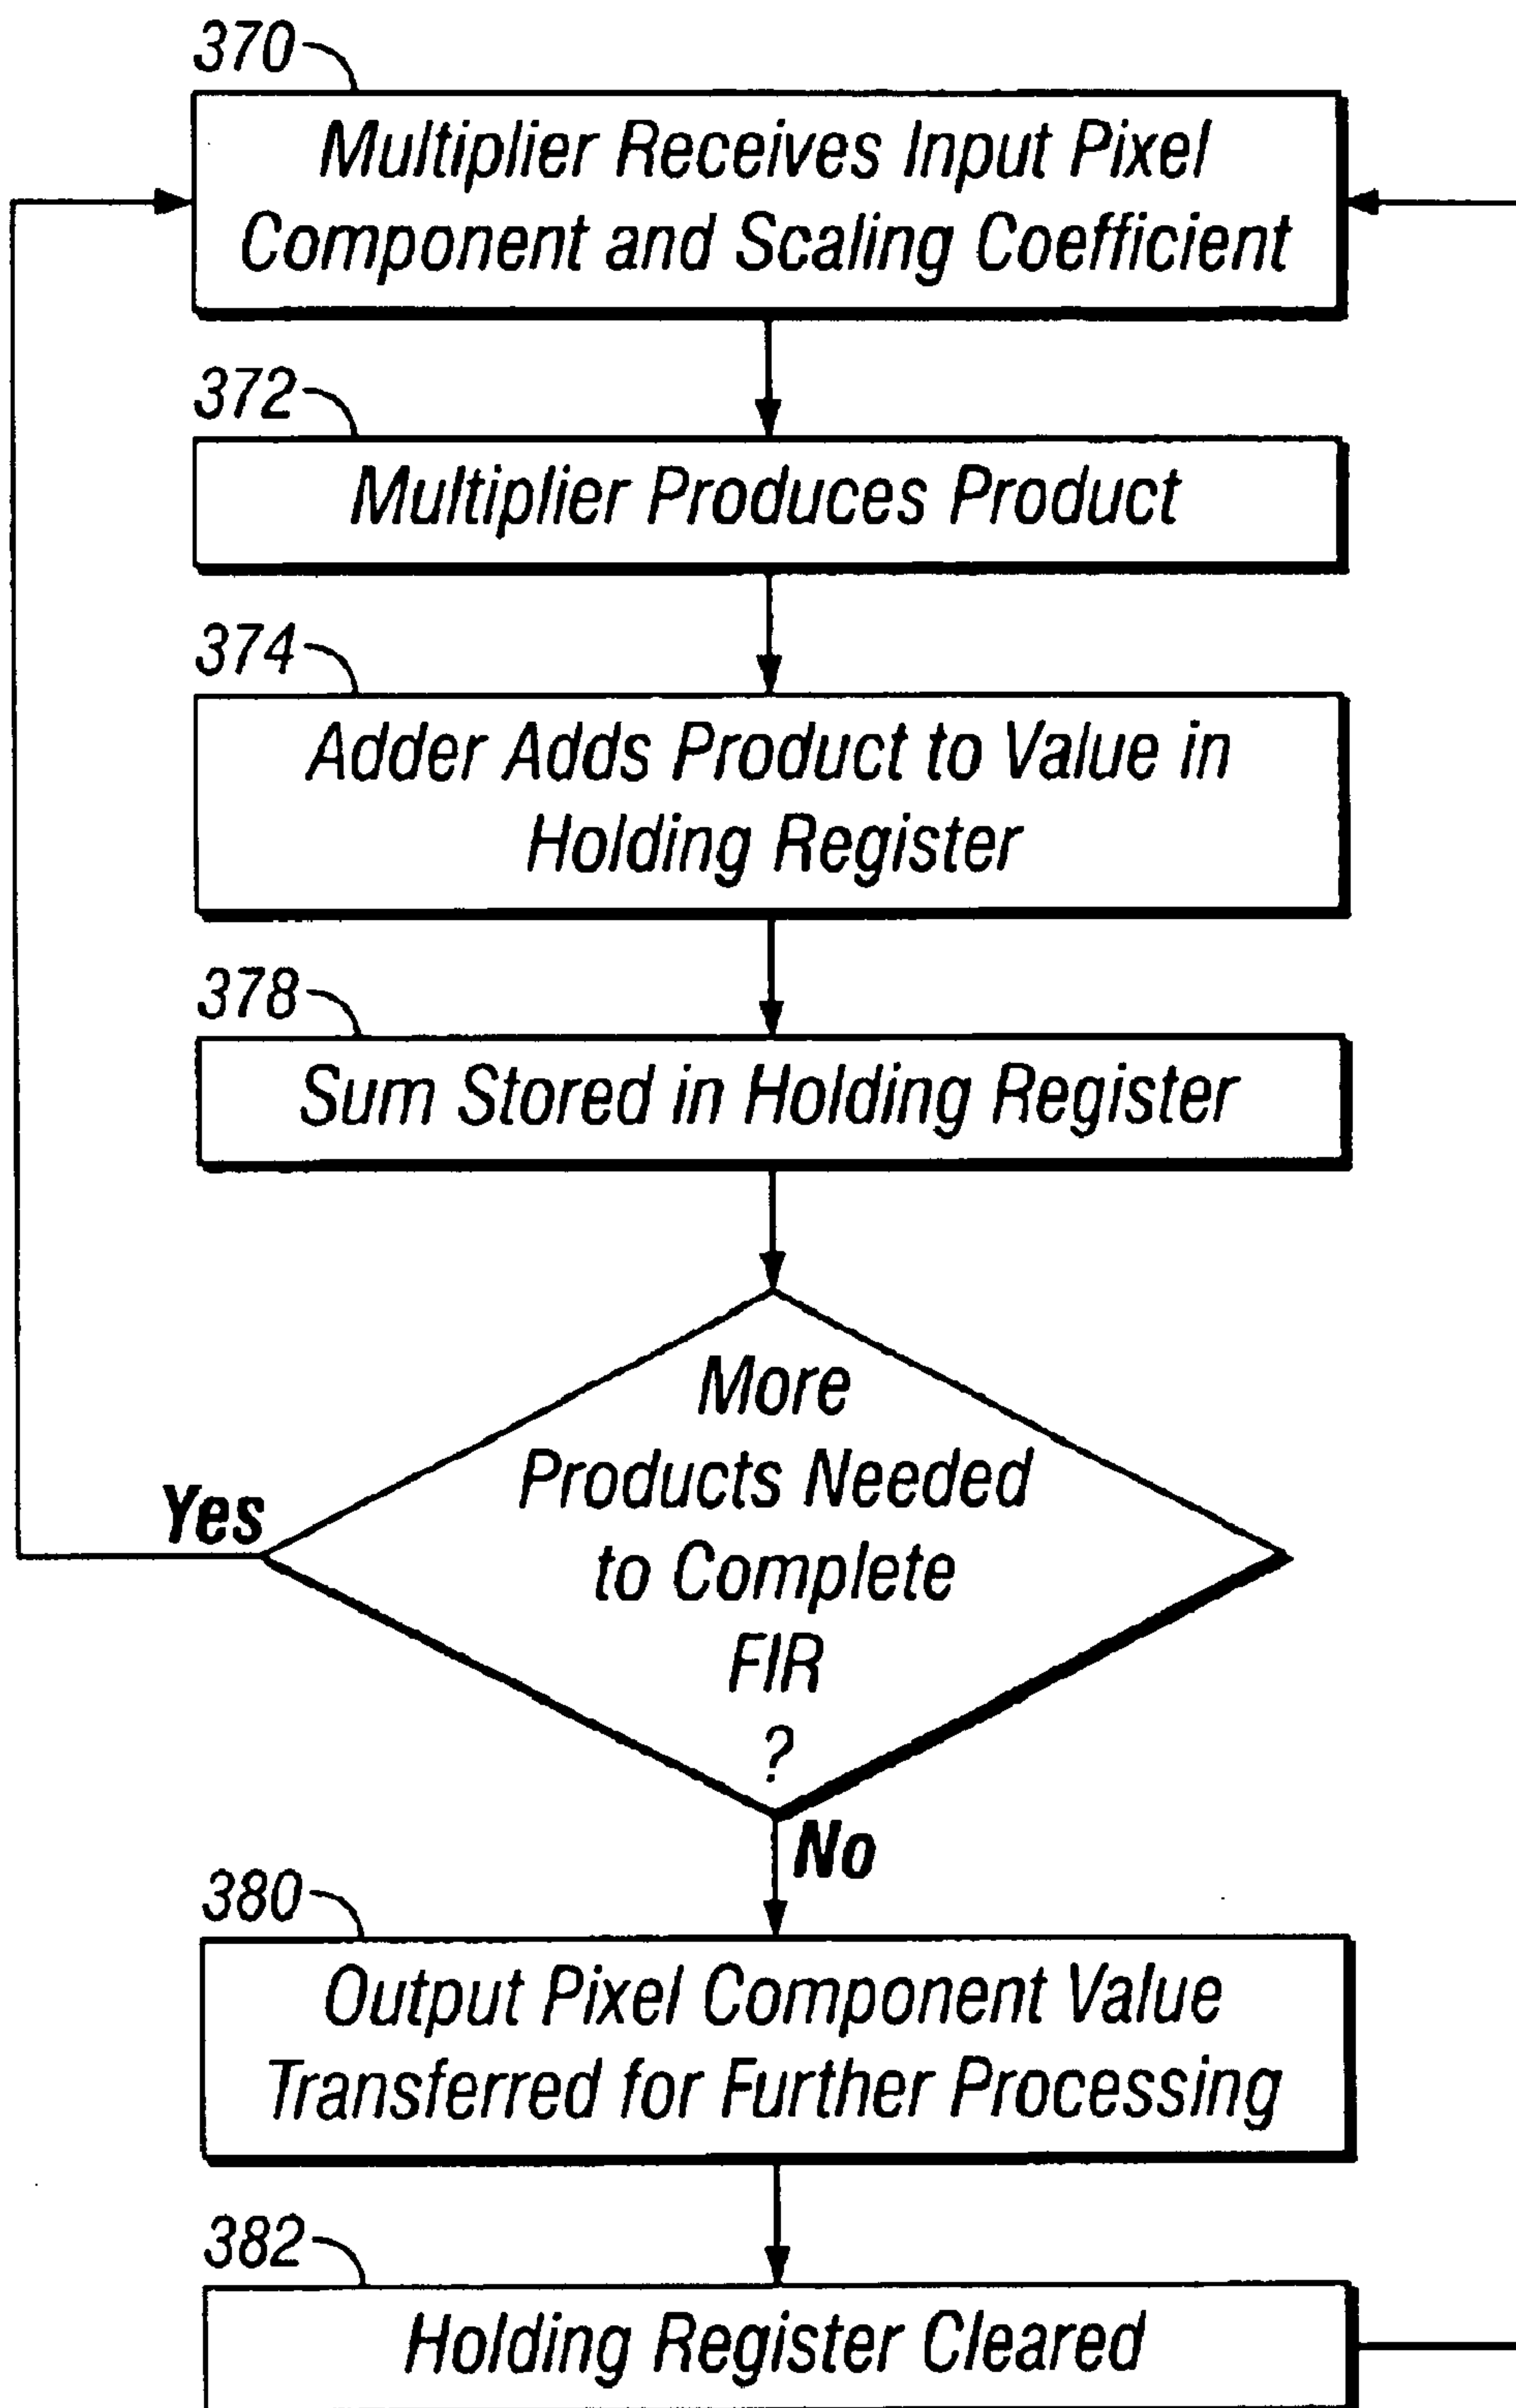 370
Multiplier Receives Input Pixel
Component and Scaling Coefficient
372
Multiplier Produces Product
374
Adder Adds Product to Value in
Holding Register
378
Sum Stored in Holding Register
More
Products Needed
to Complete
FIR
?
Yes
No
380
Output Pixel Component Value
Transferred for Further Processing
382
Holding Register Cleared